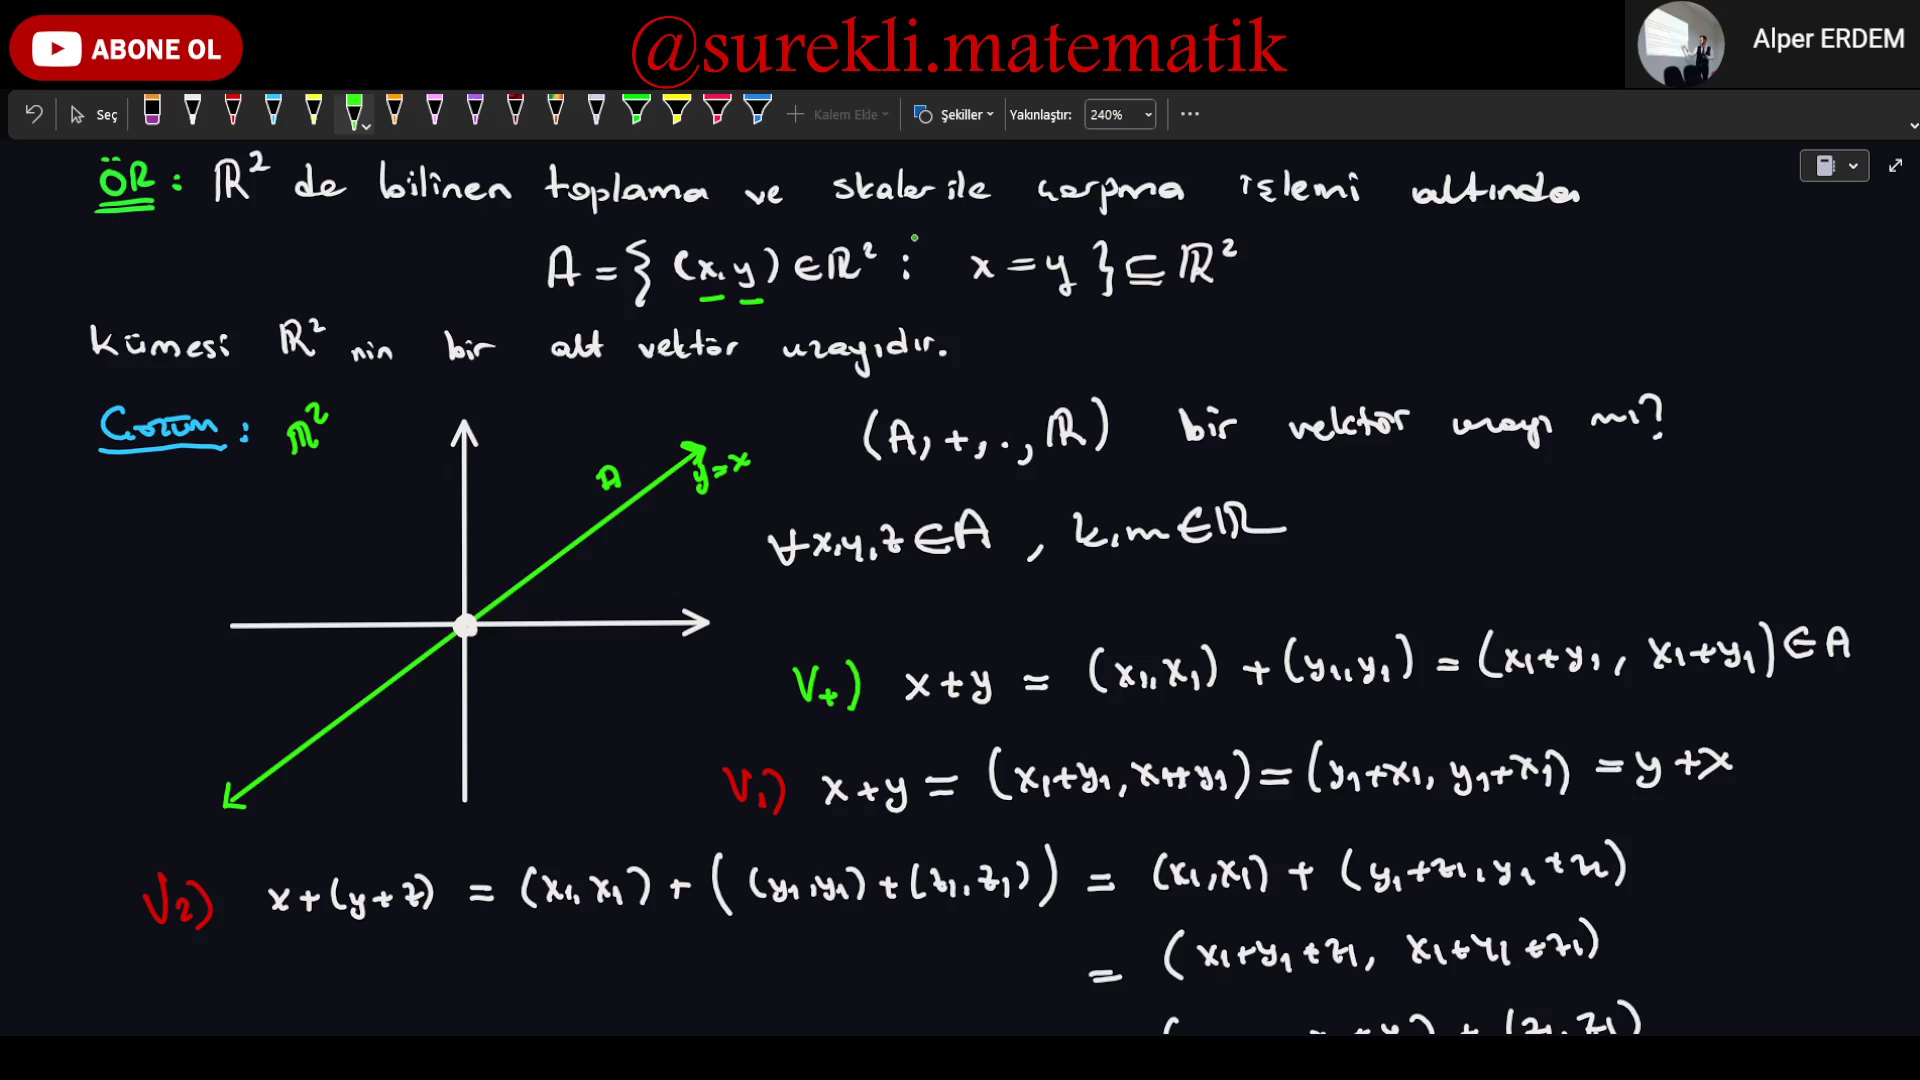 ABONE OL
@surekli.matematik
Alper ERDEM
Seç
Kalem Ekle
Şekiller
Yakınlaştır:
240%
ÖR: ℝ² de bilinen toplama ve skaler ile çarpma işlemi altında
A = { (x,y) ∈ ℝ² : x = y } ⊆ ℝ²
kümesi ℝ² nin bir alt vektör uzayıdır.
Çözüm: ℝ²
A
y=x
(A, +, ., ℝ) bir vektör uzayı mı?
∀x,y,z ∈ A , k,m ∈ ℝ
V₊) x+y = (x₁,x₁) + (y₁,y₁) = (x₁+y₁, x₁+y₁) ∈ A
V₁) x+y = (x₁+y₁, x₁+y₁) = (y₁+x₁, y₁+x₁) = y+x
V₂) x+(y+z) = (x₁,x₁) + ((y₁,y₁)+(z₁,z₁)) = (x₁,x₁) + (y₁+z₁, y₁+z₁)
= (x₁+y₁+z₁, x₁+y₁+z₁)
+ (z₁,z₁)